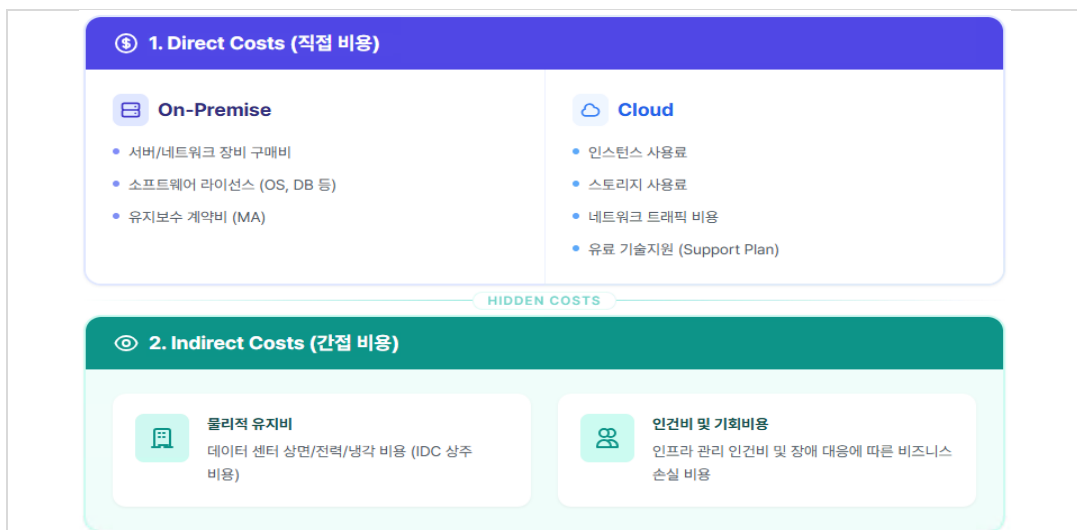 1. Direct Costs (직접 비용)
On-Premise
서버/네트워크 장비 구매비
소프트웨어 라이선스 (OS, DB 등)
유지보수 계약비 (MA)
Cloud
인스턴스 사용료
스토리지 사용료
네트워크 트래픽 비용
유료 기술지원 (Support Plan)
HIDDEN COSTS
2. Indirect Costs (간접 비용)
물리적 유지비
데이터 센터 상면/전력/냉각 비용 (IDC 상주
비용)
인건비 및 기회비용
인프라 관리 인건비 및 장애 대응에 따른 비즈니스
손실 비용